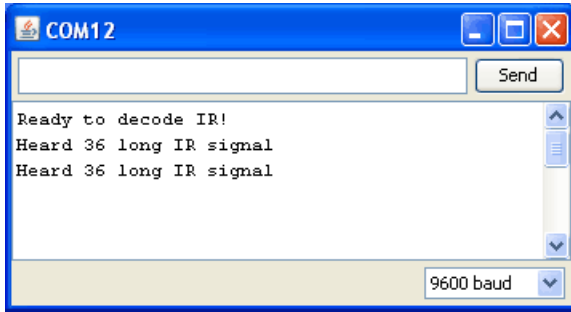 COM12
Send
Ready to decode IR!
Heard 36 long IR signal
Heard 36 long IR signal
9600 baud